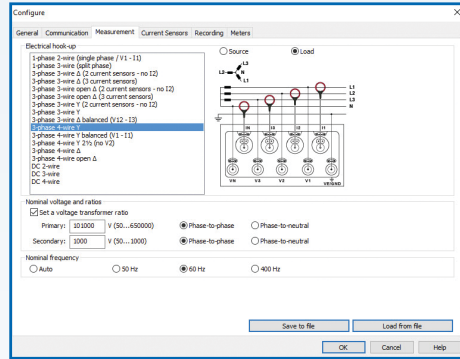 Configure
General Communication Measurement Current Sensors Recording Meters
Electrical hook-up
1-phase 2-wire (single phase / V1 - I1)
1-phase 3-wire (split phase)
3-phase 3-wire Δ (2 current sensors - no I2)
3-phase 3-wire Δ (3 current sensors)
3-phase 3-wire open Δ (2 current sensors - no I2)
3-phase 3-wire open Δ (3 current sensors)
3-phase 3-wire Y (2 current sensors - no I2)
3-phase 3-wire Y
3-phase 3-wire Δ balanced (V12 - I3)
3-phase 4-wire Y
3-phase 4-wire Y balanced (V1 - I1)
3-phase 4-wire Y 2½ (no V2)
3-phase 4-wire Δ
3-phase 4-wire open Δ
DC 2-wire
DC 3-wire
DC 4-wire
Source Load
L3
L2 N
L1
L1
L2
L3
N
IN I3 I2 I1
VN V3 V2 V1
VE/GND
Nominal voltage and ratios
Set a voltage transformer ratio
Primary: 101000 V (50...650000) Phase-to-phase Phase-to-neutral
Secondary: 1000 V (50...1000) Phase-to-phase Phase-to-neutral
Nominal frequency
Auto 50 Hz 60 Hz 400 Hz
Save to file Load from file
OK Cancel Help